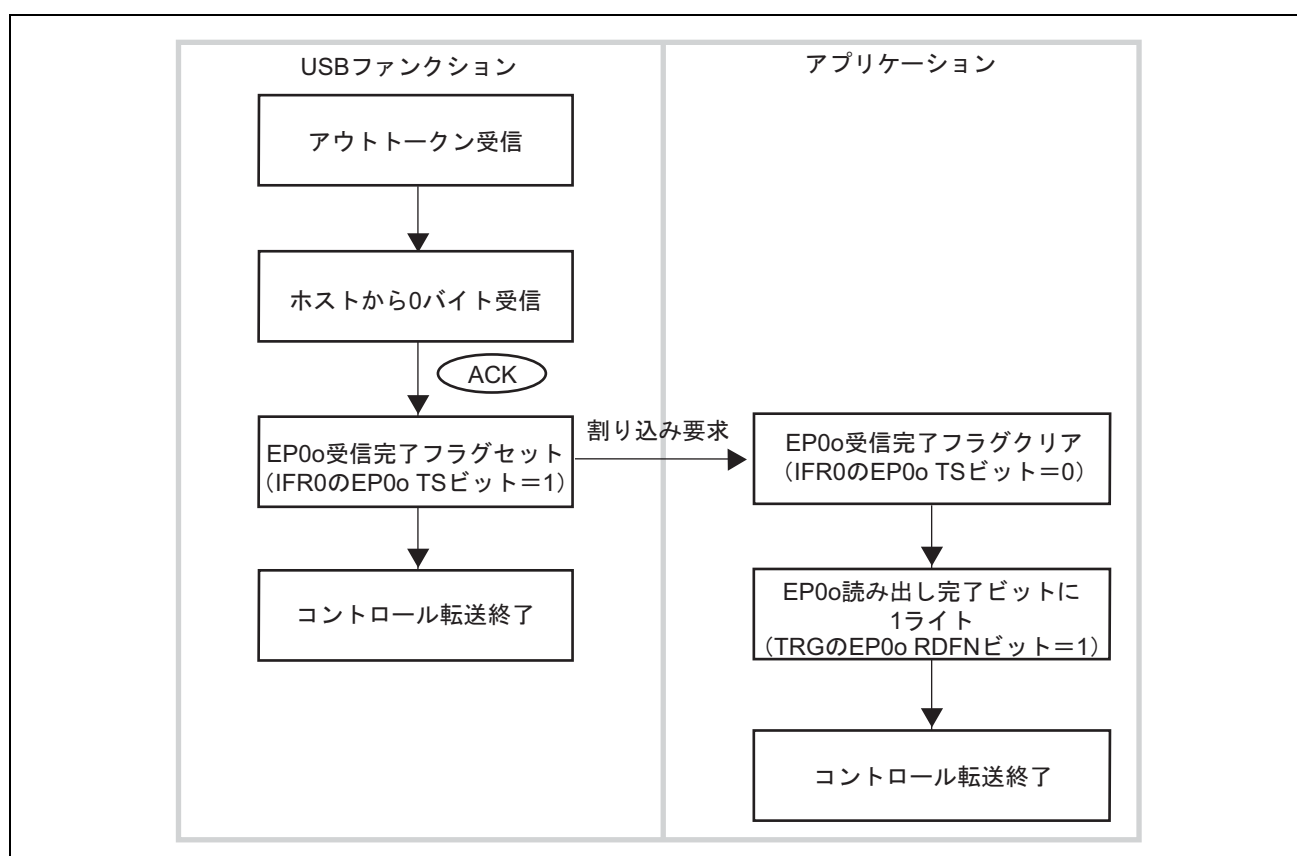 USBファンクション
アプリケーション
アウトトークン受信
ホストから0バイト受信
ACK
EP0o受信完了フラグセット
（IFR0のEP0o TSビット＝1）
割り込み要求
EP0o受信完了フラグクリア
（IFR0のEP0o TSビット＝0）
コントロール転送終了
EP0o読み出し完了ビットに
1ライト
（TRGのEP0o RDFNビット＝1）
コントロール転送終了